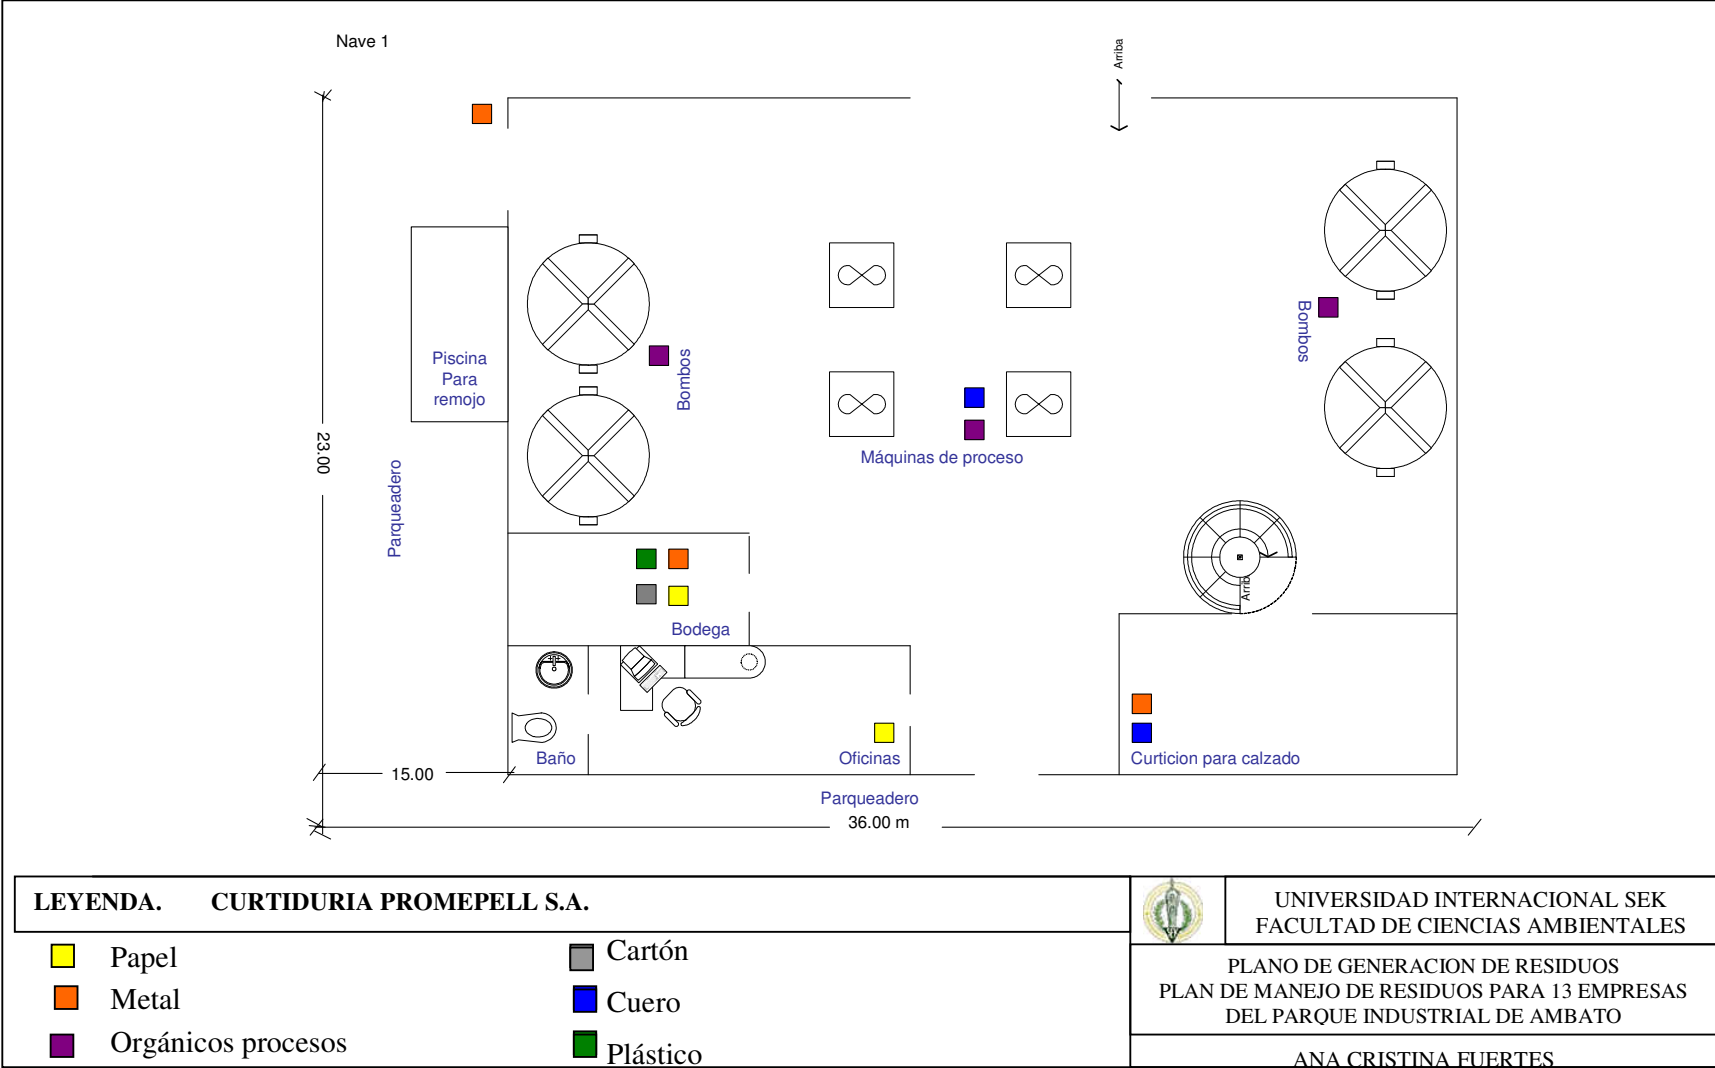 Nave 1
Arriba
Piscina
Para
remojo
Bombos
Bombos
23.00
Parqueadero
Máquinas de proceso
Arrib
Bodega
Baño
Oficinas
Curticion para calzado
15.00
Parqueadero
36.00 m
LEYENDA. CURTIDURIA PROMEPELL S.A.
Papel
Metal
Orgánicos procesos
Cartón
Cuero
Plástico
UNIVERSIDAD INTERNACIONAL SEK
FACULTAD DE CIENCIAS AMBIENTALES
PLANO DE GENERACION DE RESIDUOS
PLAN DE MANEJO DE RESIDUOS PARA 13 EMPRESAS
DEL PARQUE INDUSTRIAL DE AMBATO
ANA CRISTINA FUERTES